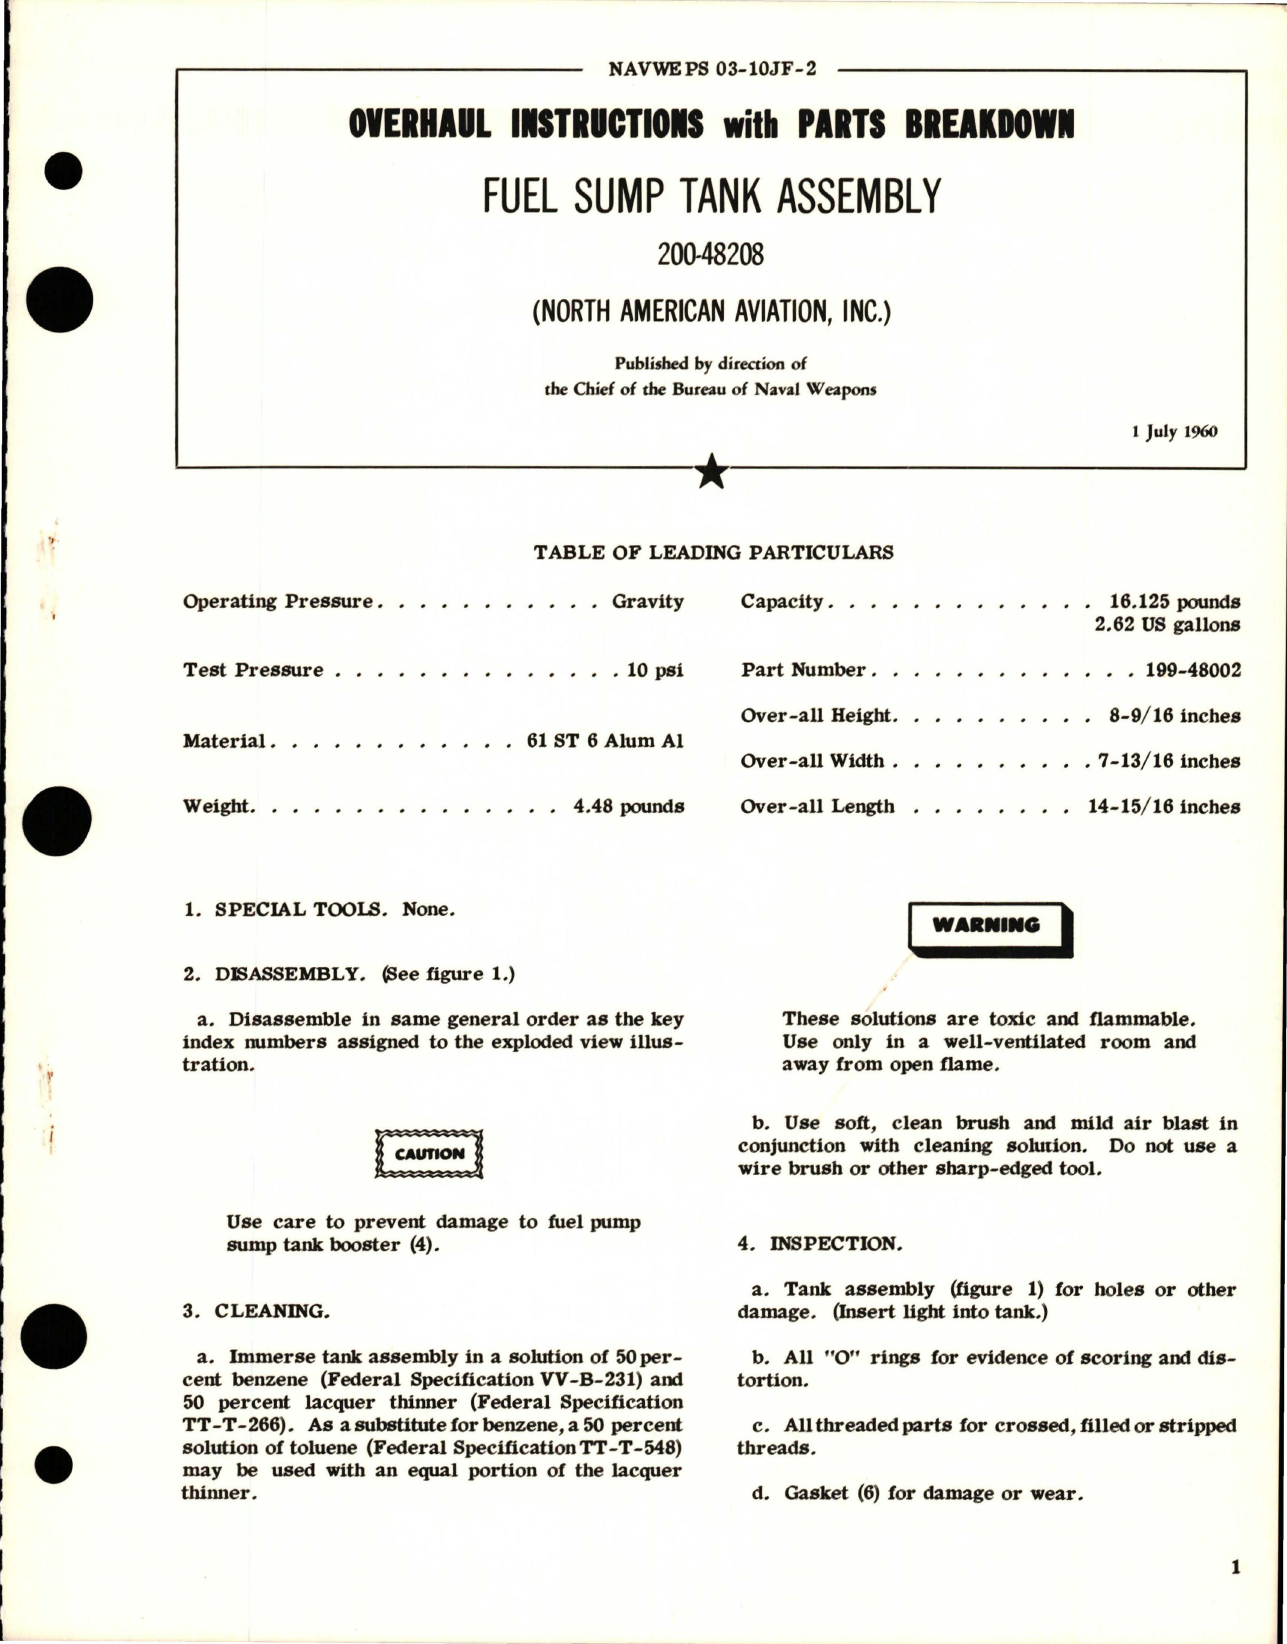 NAVWEPS 03-10JF-2
OVERHAUL INSTRUCTIONS with PARTS BREAKDOWN
FUEL SUMP TANK ASSEMBLY
200-48208
(NORTH AMERICAN AVIATION, INC.)
Published by direction of
the Chief of the Bureau of Naval Weapons
1 July 1960
TABLE OF LEADING PARTICULARS
Operating Pressure. . . . . . . . . . . Gravity
Test Pressure . . . . . . . . . . . . . . 10 psi
Material. . . . . . . . . . . . 61 ST 6 Alum Al
Weight. . . . . . . . . . . . . . . 4.48 pounds
Capacity. . . . . . . . . . . . . 16.125 pounds
2.62 US gallons
Part Number. . . . . . . . . . . . . 199-48002
Over-all Height. . . . . . . . . . 8-9/16 inches
Over-all Width . . . . . . . . . . 7-13/16 inches
Over-all Length . . . . . . . . 14-15/16 inches
1. SPECIAL TOOLS. None.
2. DISASSEMBLY. (See figure 1.)
a. Disassemble in same general order as the key
index numbers assigned to the exploded view illus-
tration.
CAUTION
Use care to prevent damage to fuel pump
sump tank booster (4).
3. CLEANING.
a. Immerse tank assembly in a solution of 50 per-
cent benzene (Federal Specification VV-B-231) and
50 percent lacquer thinner (Federal Specification
TT-T-266). As a substitute for benzene, a 50 percent
solution of toluene (Federal Specification TT-T-548)
may be used with an equal portion of the lacquer
thinner.
WARNING
These solutions are toxic and flammable.
Use only in a well-ventilated room and
away from open flame.
b. Use soft, clean brush and mild air blast in
conjunction with cleaning solution. Do not use a
wire brush or other sharp-edged tool.
4. INSPECTION.
a. Tank assembly (figure 1) for holes or other
damage. (Insert light into tank.)
b. All "O" rings for evidence of scoring and dis-
tortion.
c. All threaded parts for crossed, filled or stripped
threads.
d. Gasket (6) for damage or wear.
1